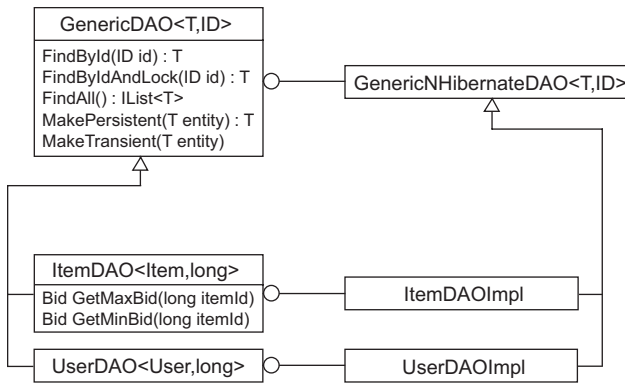 GenericDAO<T,ID>
FindById(ID id) : T
FindByIdAndLock(ID id) : T
FindAll() : IList<T>
MakePersistent(T entity) : T
MakeTransient(T entity)
GenericNHibernateDAO<T,ID>
ItemDAO<Item,long>
Bid GetMaxBid(long itemId)
Bid GetMinBid(long itemId)
ItemDAOImpl
UserDAO<User,long>
UserDAOImpl